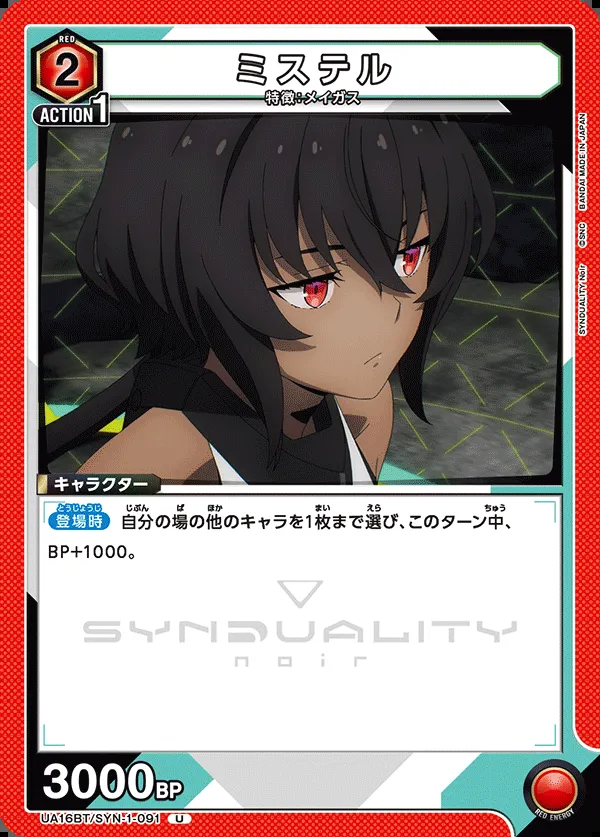 RED
2
ACTION 1
ミステル
特徴:メイガス
SYNDUALITY Noir ©SNC BANDAI MADE IN JAPAN
キャラクター
とうじょうじ じぶん ば ほか まい えら ちゅう
登場時 自分の場の他のキャラを1枚まで選び、このターン中、
BP+1000。
SYNDUALITY
noir
3000BP
RED ENERGY
UA16BT/SYN-1-091 U